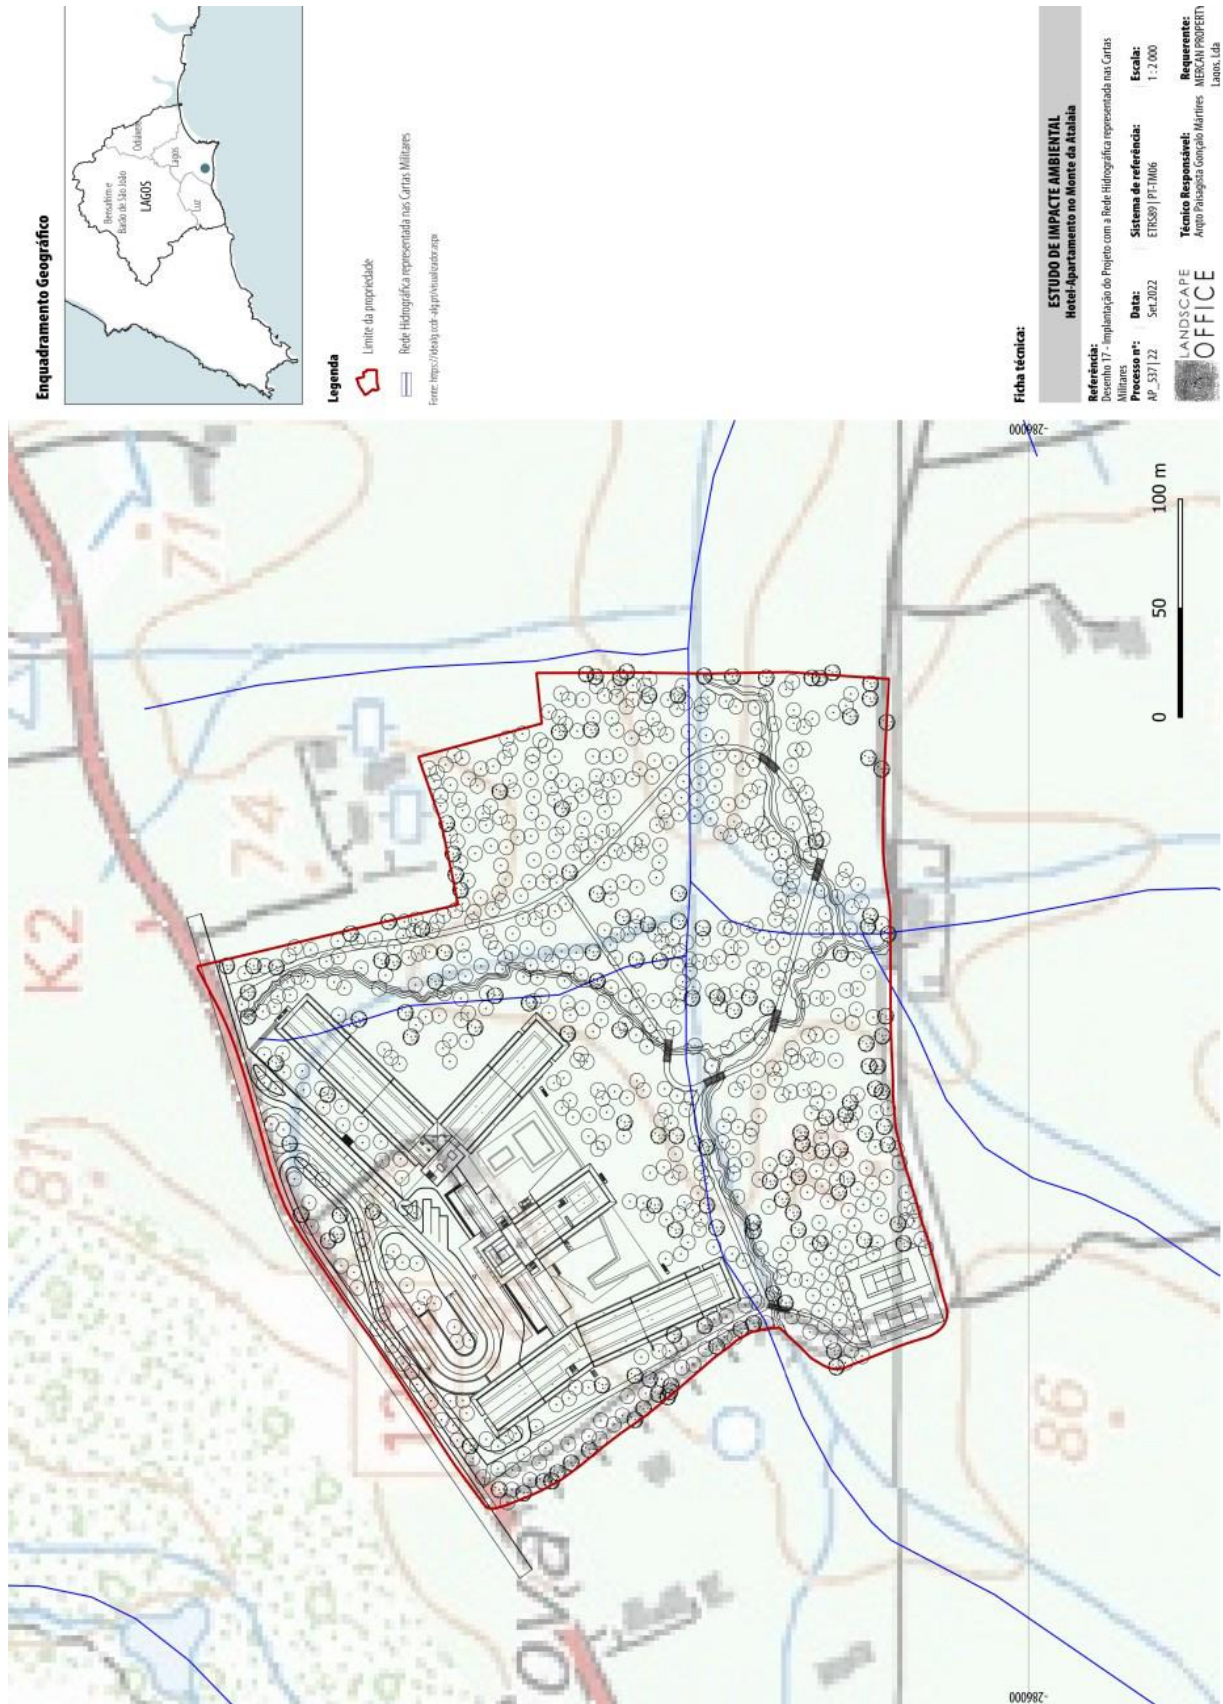 Enquadramento Geográfico
Bensafrim e
Barão de São João
Odiáxere
LAGOS
Lagos
Luz
Legenda
Limite da propriedade
Rede Hidrográfica representada nas Cartas Militares
Ficha técnica:
ESTUDO DE IMPACTE AMBIENTAL
Hotel-Apartamento no Monte da Atalaia
Referência:
Desenho 17 - Implantação do Projeto com a Rede Hidrográfica representada nas Cartas
Militares
Processo nº:
AP_537|22
Data:
Set.2022
Sistema de referência:
ETRS89 | PT-TM06
Escala:
1 : 2 000
LANDSCAPE
OFFICE
Técnico Responsável:
Arqto Paisagista Gonçalo Mártires
Requerente:
MERCAN PROPERTY
Lagos, Lda
K2
71
74
81
86
ova
-286000
-286000
0
50
100 m